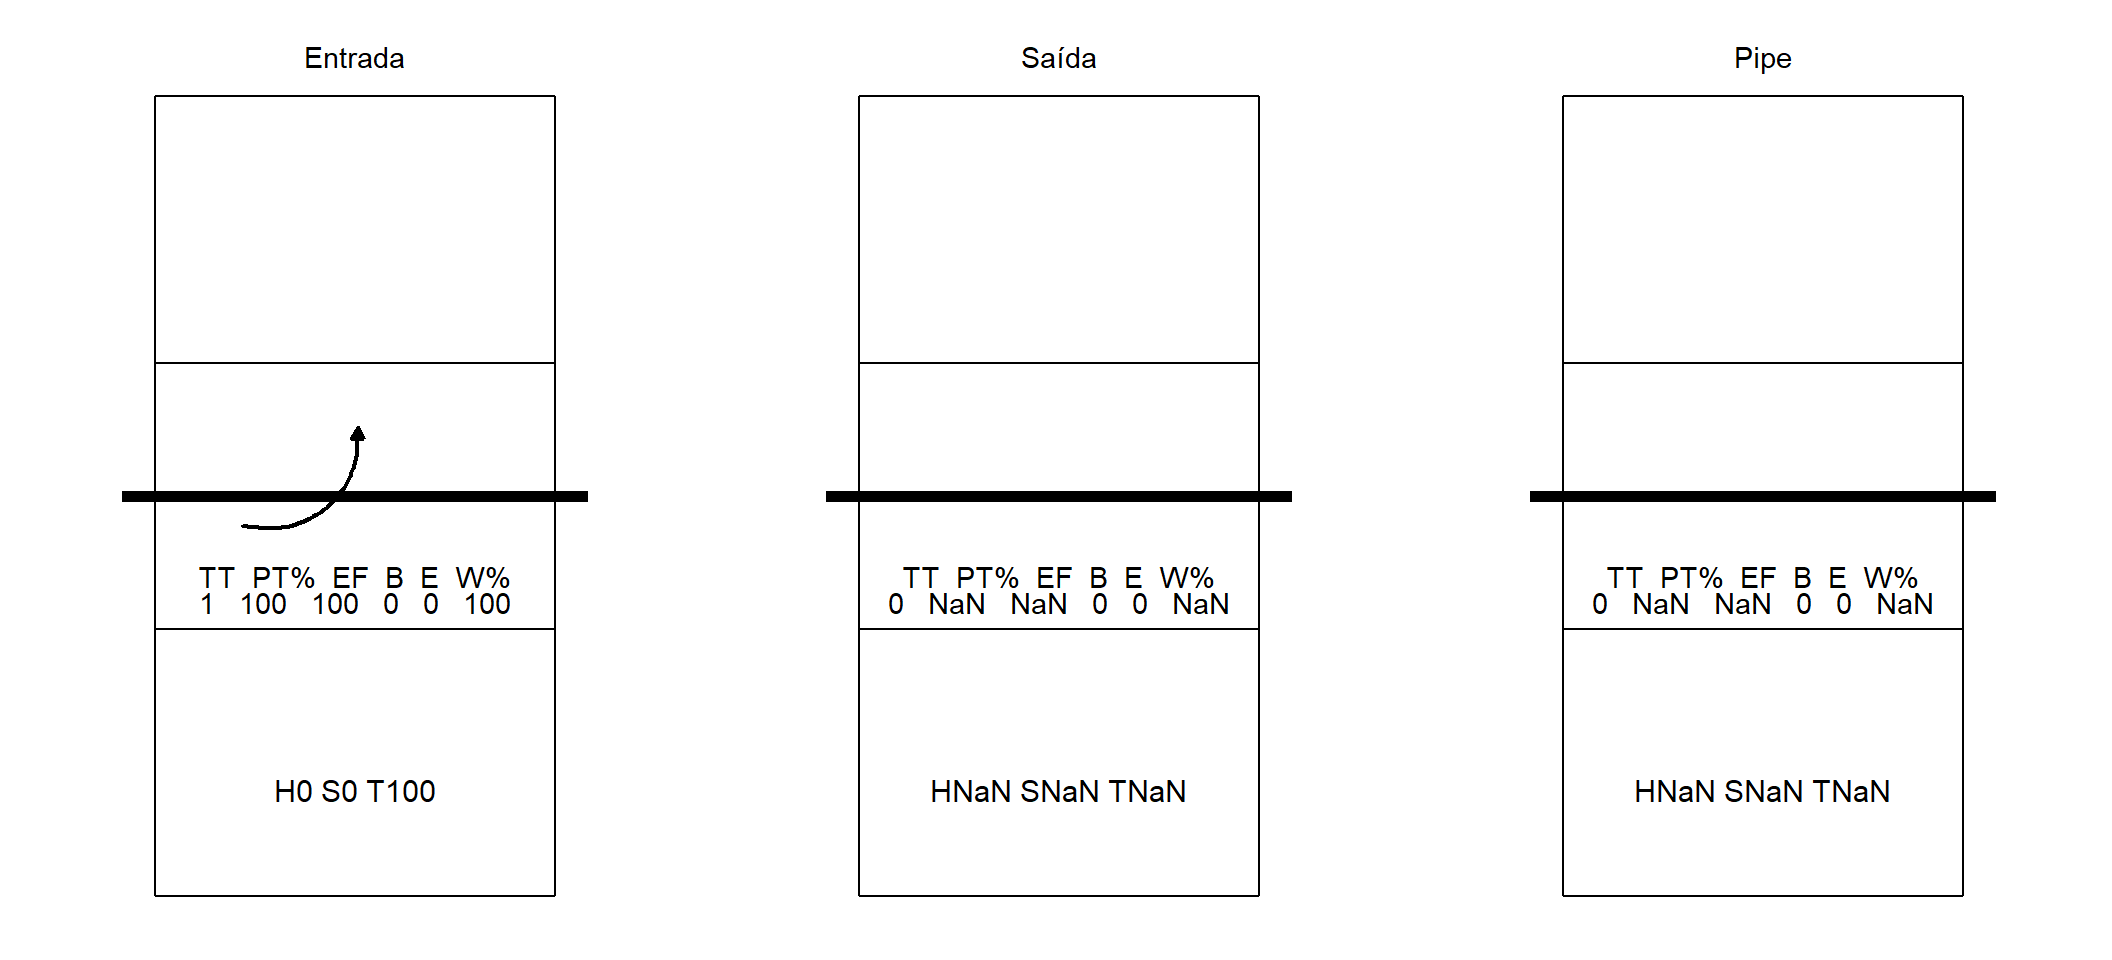 Entrada
TT PT% EF B E W%
1 100 100 0 0 100
H0 S0 T100
Saída
TT PT% EF B E W%
0 NaN NaN 0 0 NaN
HNaN SNaN TNaN
Pipe
TT PT% EF B E W%
0 NaN NaN 0 0 NaN
HNaN SNaN TNaN